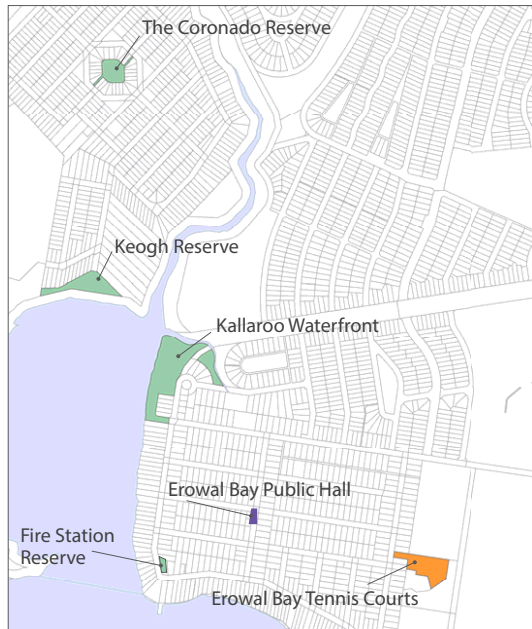 The Coronado Reserve
Keogh Reserve
Kallaroo Waterfront
Erowal Bay Public Hall
Fire Station
Reserve
Erowal Bay Tennis Courts